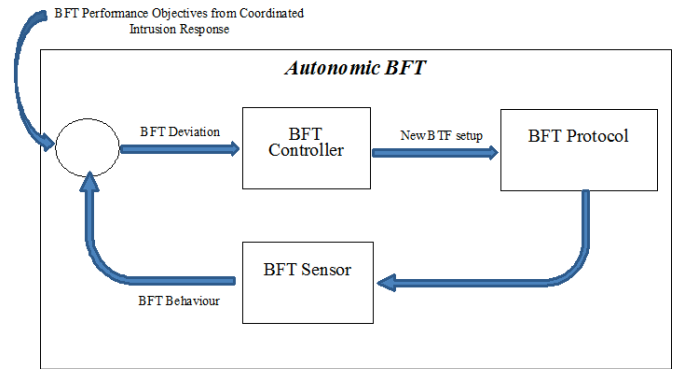 BFT Performance Objectives from Coordinated
Intrusion Response
Autonomic BFT
BFT Deviation
BFT
Controller
New BTF setup
BFT Protocol
BFT Sensor
BFT Behaviour